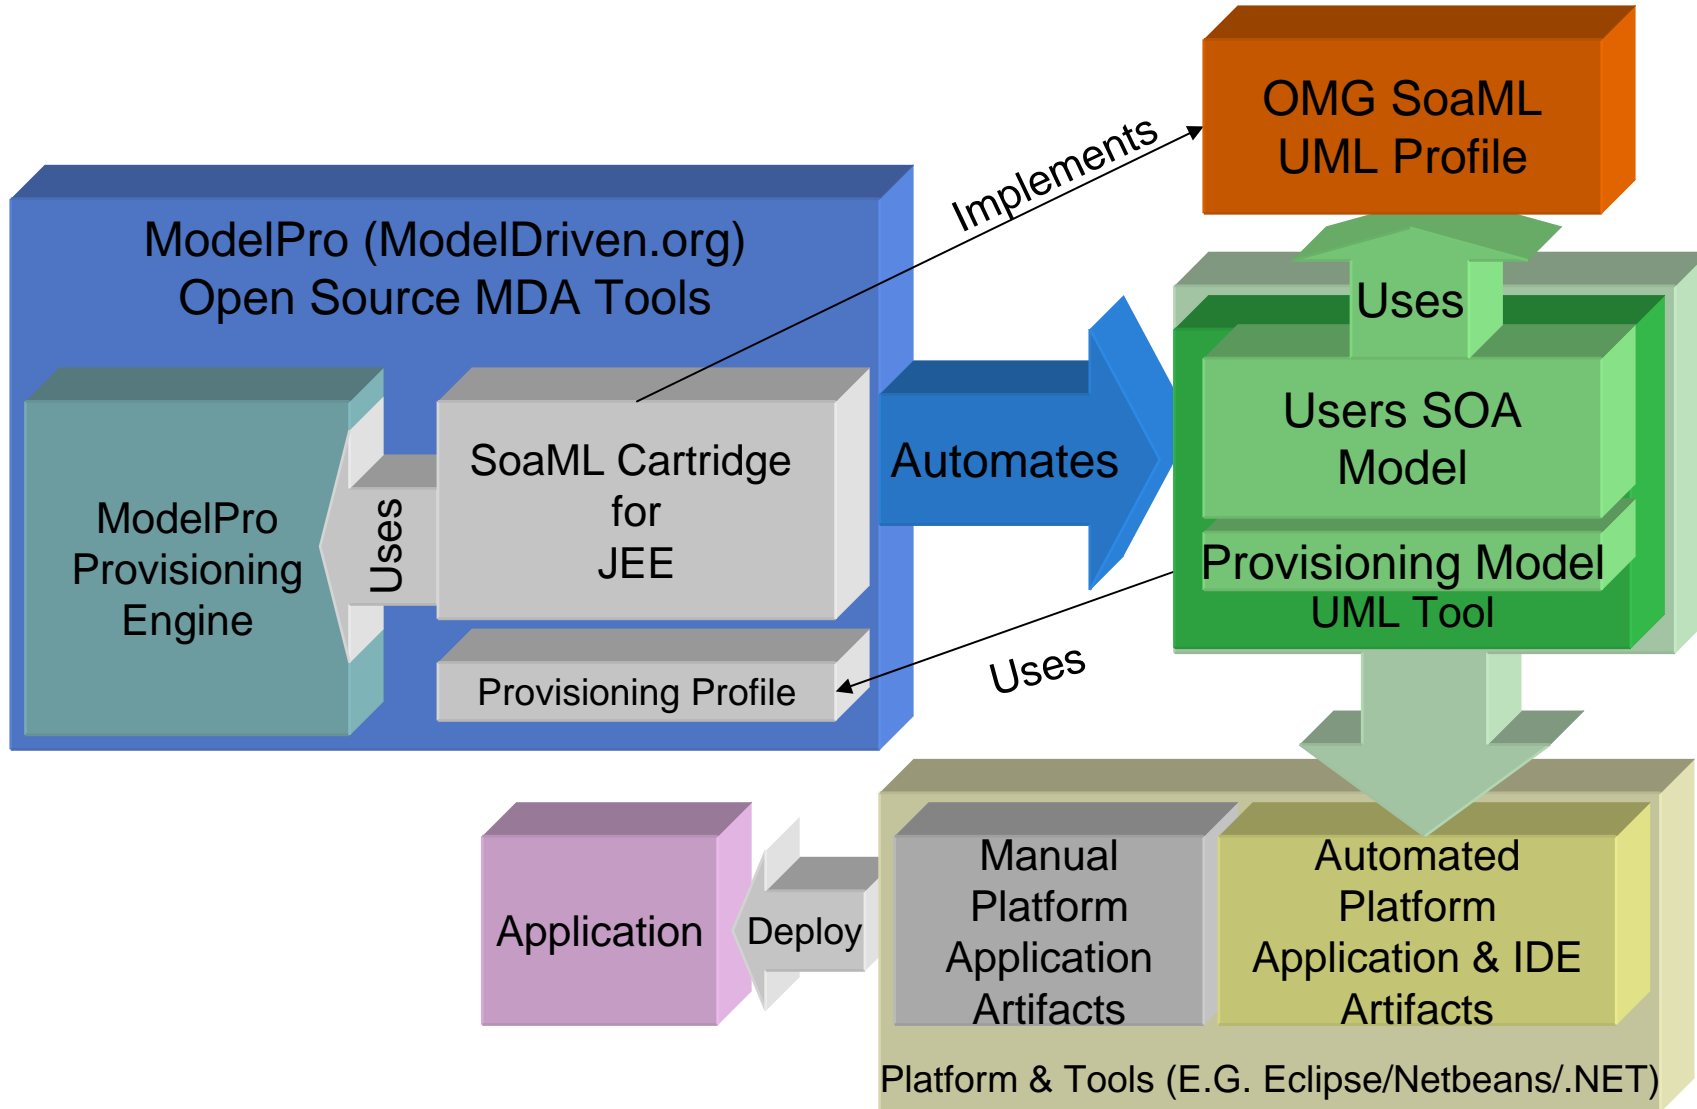 OMG SoaML
UML Profile
Implements
ModelPro (ModelDriven.org)
Open Source MDA Tools
Uses
Automates
Users SOA
Model
Provisioning Model
UML Tool
SoaML Cartridge
for
JEE
Uses
ModelPro
Provisioning
Engine
Provisioning Profile
Uses
Application
Deploy
Manual
Platform
Application
Artifacts
Automated
Platform
Application & IDE
Artifacts
Platform & Tools (E.G. Eclipse/Netbeans/.NET)